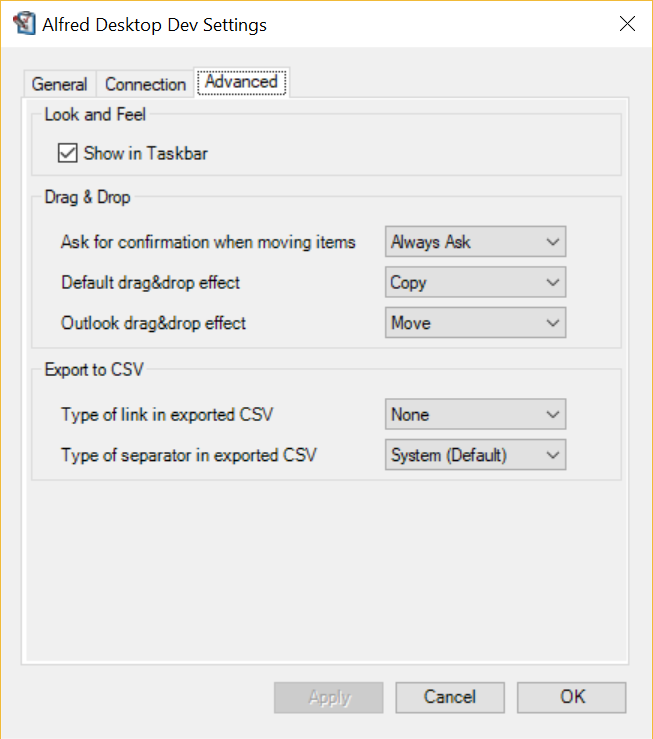 Alfred Desktop Dev Settings
General Connection Advanced
Look and Feel
Show in Taskbar
Drag & Drop
Ask for confirmation when moving items Always Ask
Default drag&drop effect Copy
Outlook drag&drop effect Move
Export to CSV
Type of link in exported CSV None
Type of separator in exported CSV System (Default)
Apply Cancel OK